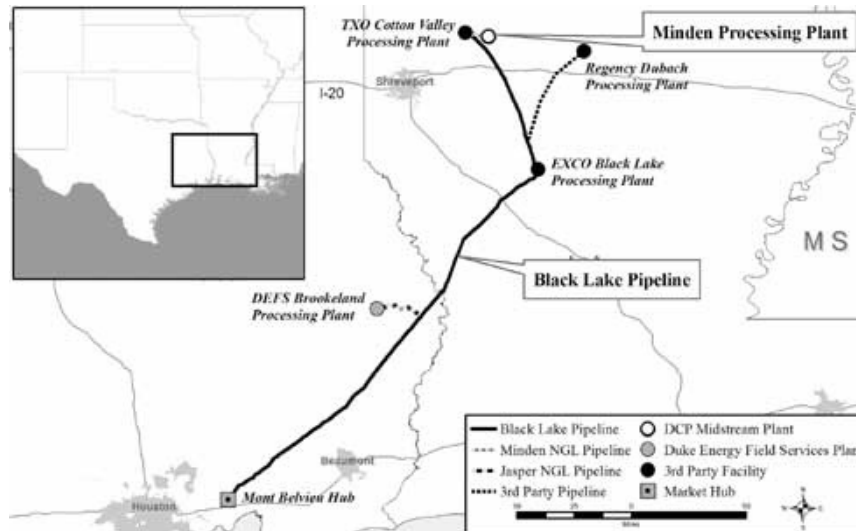 TXO Cotton Valley
Processing Plant
Minden Processing Plant
Regency Dubach
Processing Plant
Shreveport
I-20
EXCO Black Lake
Processing Plant
M S
Black Lake Pipeline
DEFS Brookeland
Processing Plant
Beaumont
Houston
Mont Belvieu Hub
Black Lake Pipeline
Minden NGL Pipeline
Jasper NGL Pipeline
3rd Party Pipeline
DCP Midstream Plant
Duke Energy Field Services Plan
3rd Party Facility
Market Hub